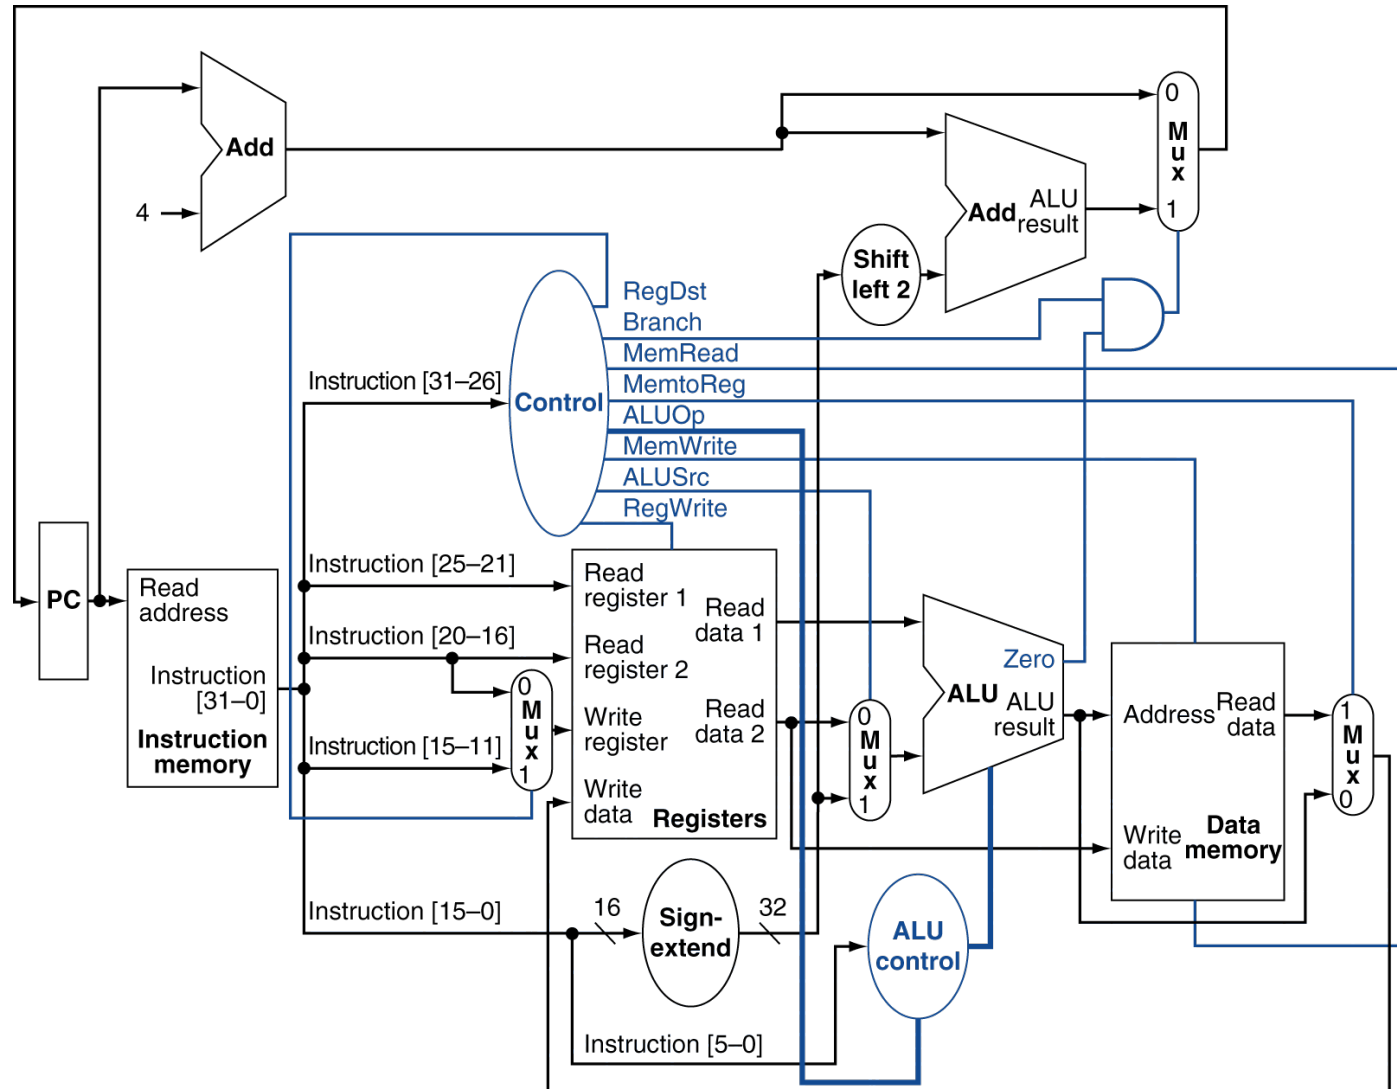 0
M
u
x
1
Add
4
Add
ALU
result
Shift
left 2
RegDst
Branch
MemRead
MemtoReg
ALUOp
MemWrite
ALUSrc
RegWrite
Control
Instruction [31–26]
Instruction [25–21]
Instruction [20–16]
Instruction [15–11]
Instruction [15–0]
Instruction [5–0]
PC
Read
address
Instruction
[31–0]
Instruction
memory
0
M
u
x
1
Read
register 1
Read
register 2
Write
register
Write
data
Read
data 1
Read
data 2
Registers
0
M
u
x
1
Zero
ALU
ALU
result
Address
Read
data
Write
data
Data
memory
1
M
u
x
0
16
Sign-
extend
32
ALU
control